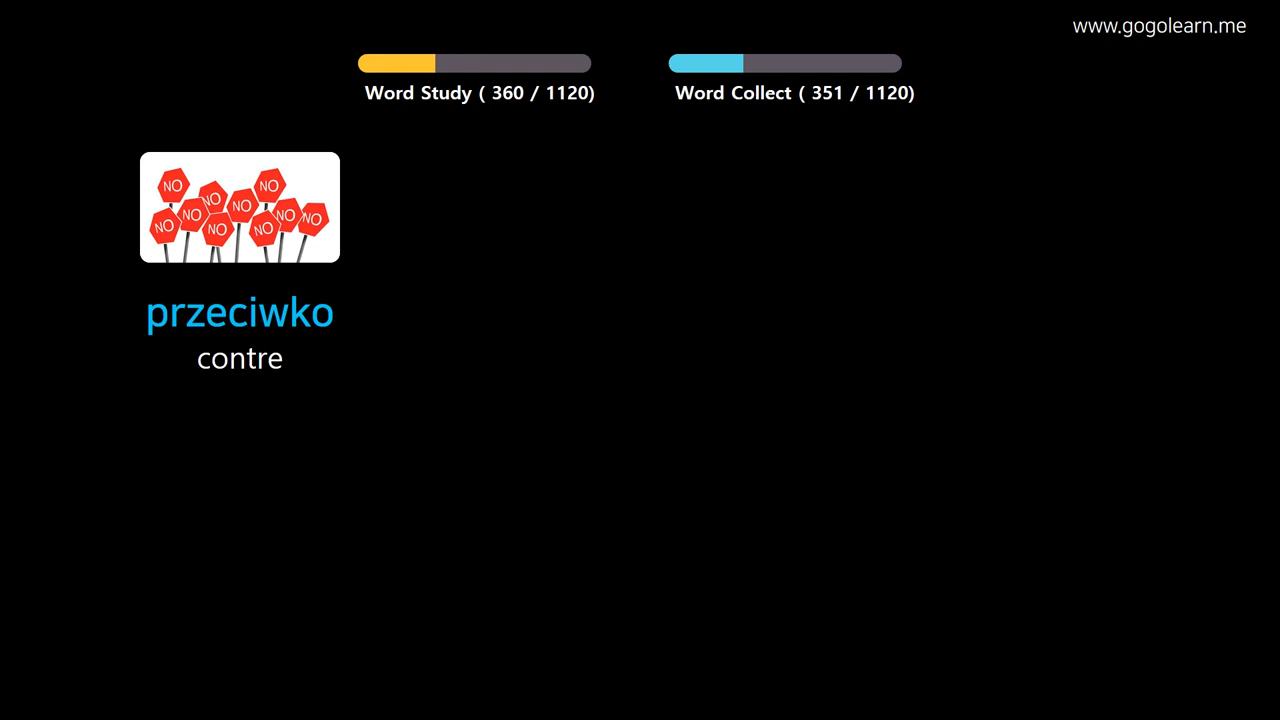 www.gogolearn.me
Word Study ( 360 / 1120)
Word Collect ( 351 / 1120)
NO NO
NO
NO NO NO
NO NO NO NO
przeciwko
contre